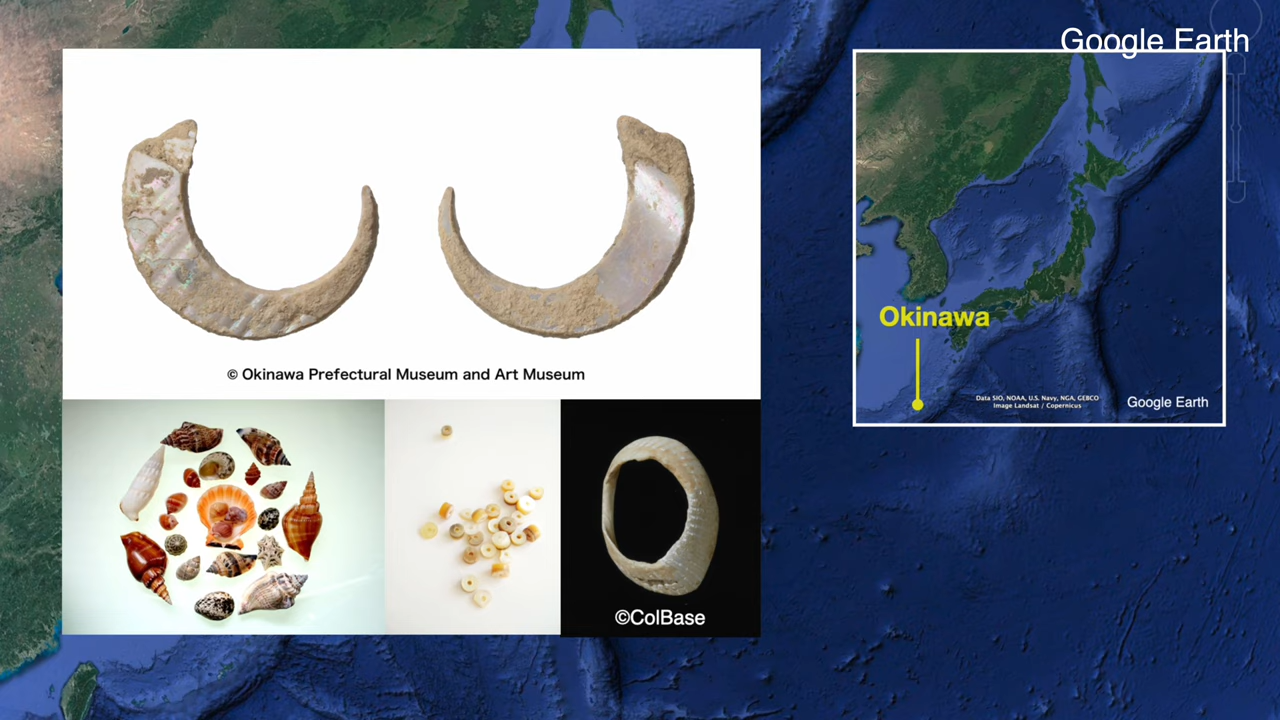 Google Earth
© Okinawa Prefectural Museum and Art Museum
©ColBase
Okinawa
Data SIO, NOAA, U.S. Navy, NGA, GEBCO
Image Landsat / Copernicus
Google Earth